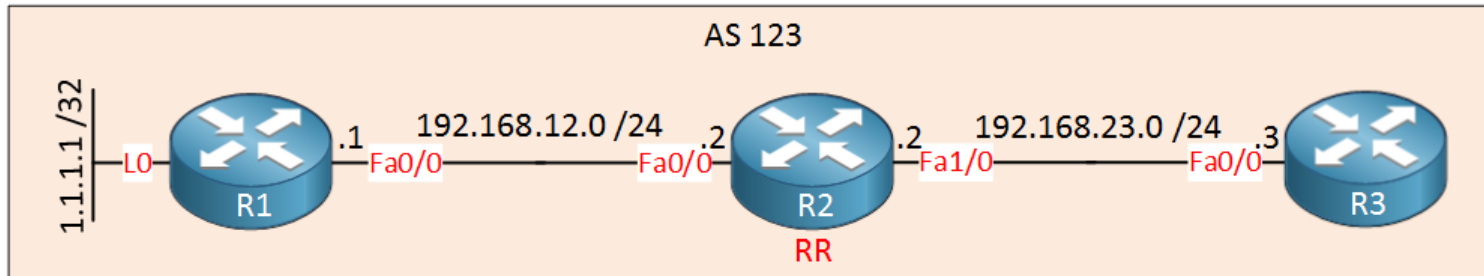 AS 123
1.1.1.1 /32
L0
R1
.1
Fa0/0
192.168.12.0 /24
Fa0/0
.2
R2
RR
.2
Fa1/0
192.168.23.0 /24
Fa0/0
.3
R3